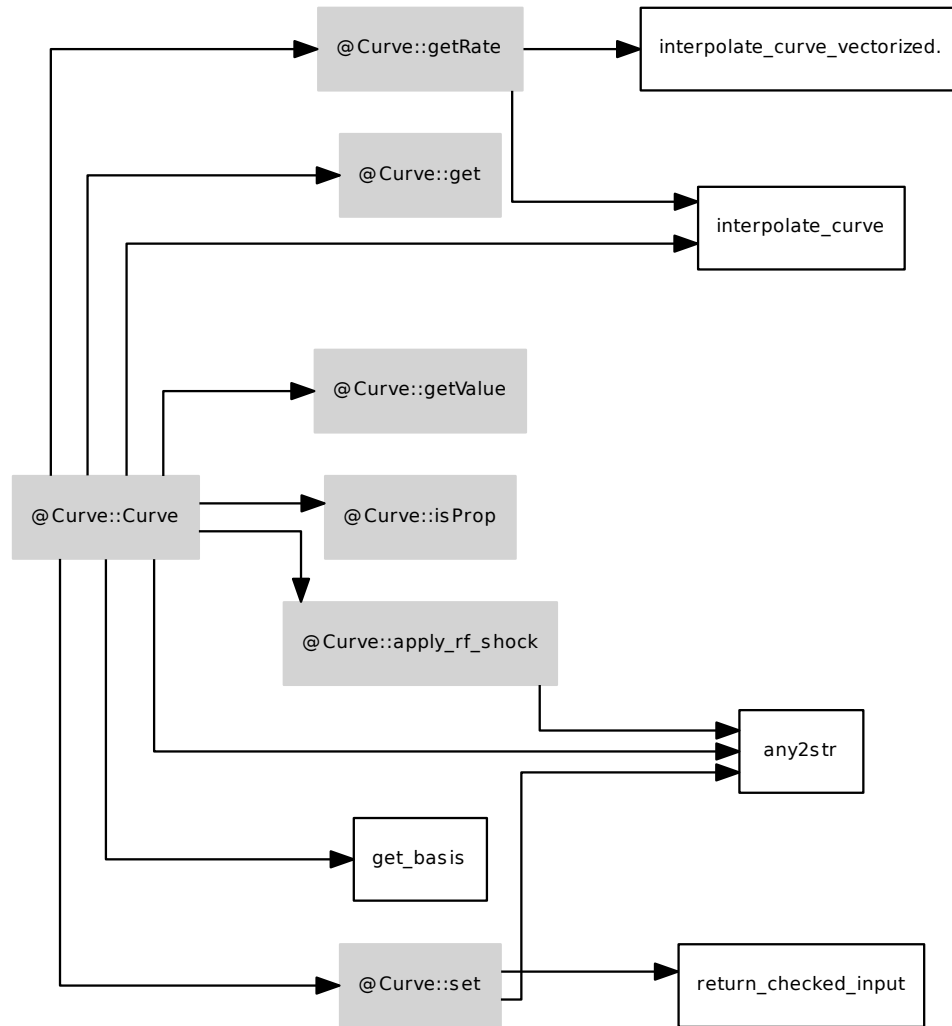 @Curve::getRate
interpolate_curve_vectorized.
@Curve::get
interpolate_curve
@Curve::getValue
@Curve::Curve
@Curve::isProp
@Curve::apply_rf_shock
any2str
get_basis
@Curve::set
return_checked_input